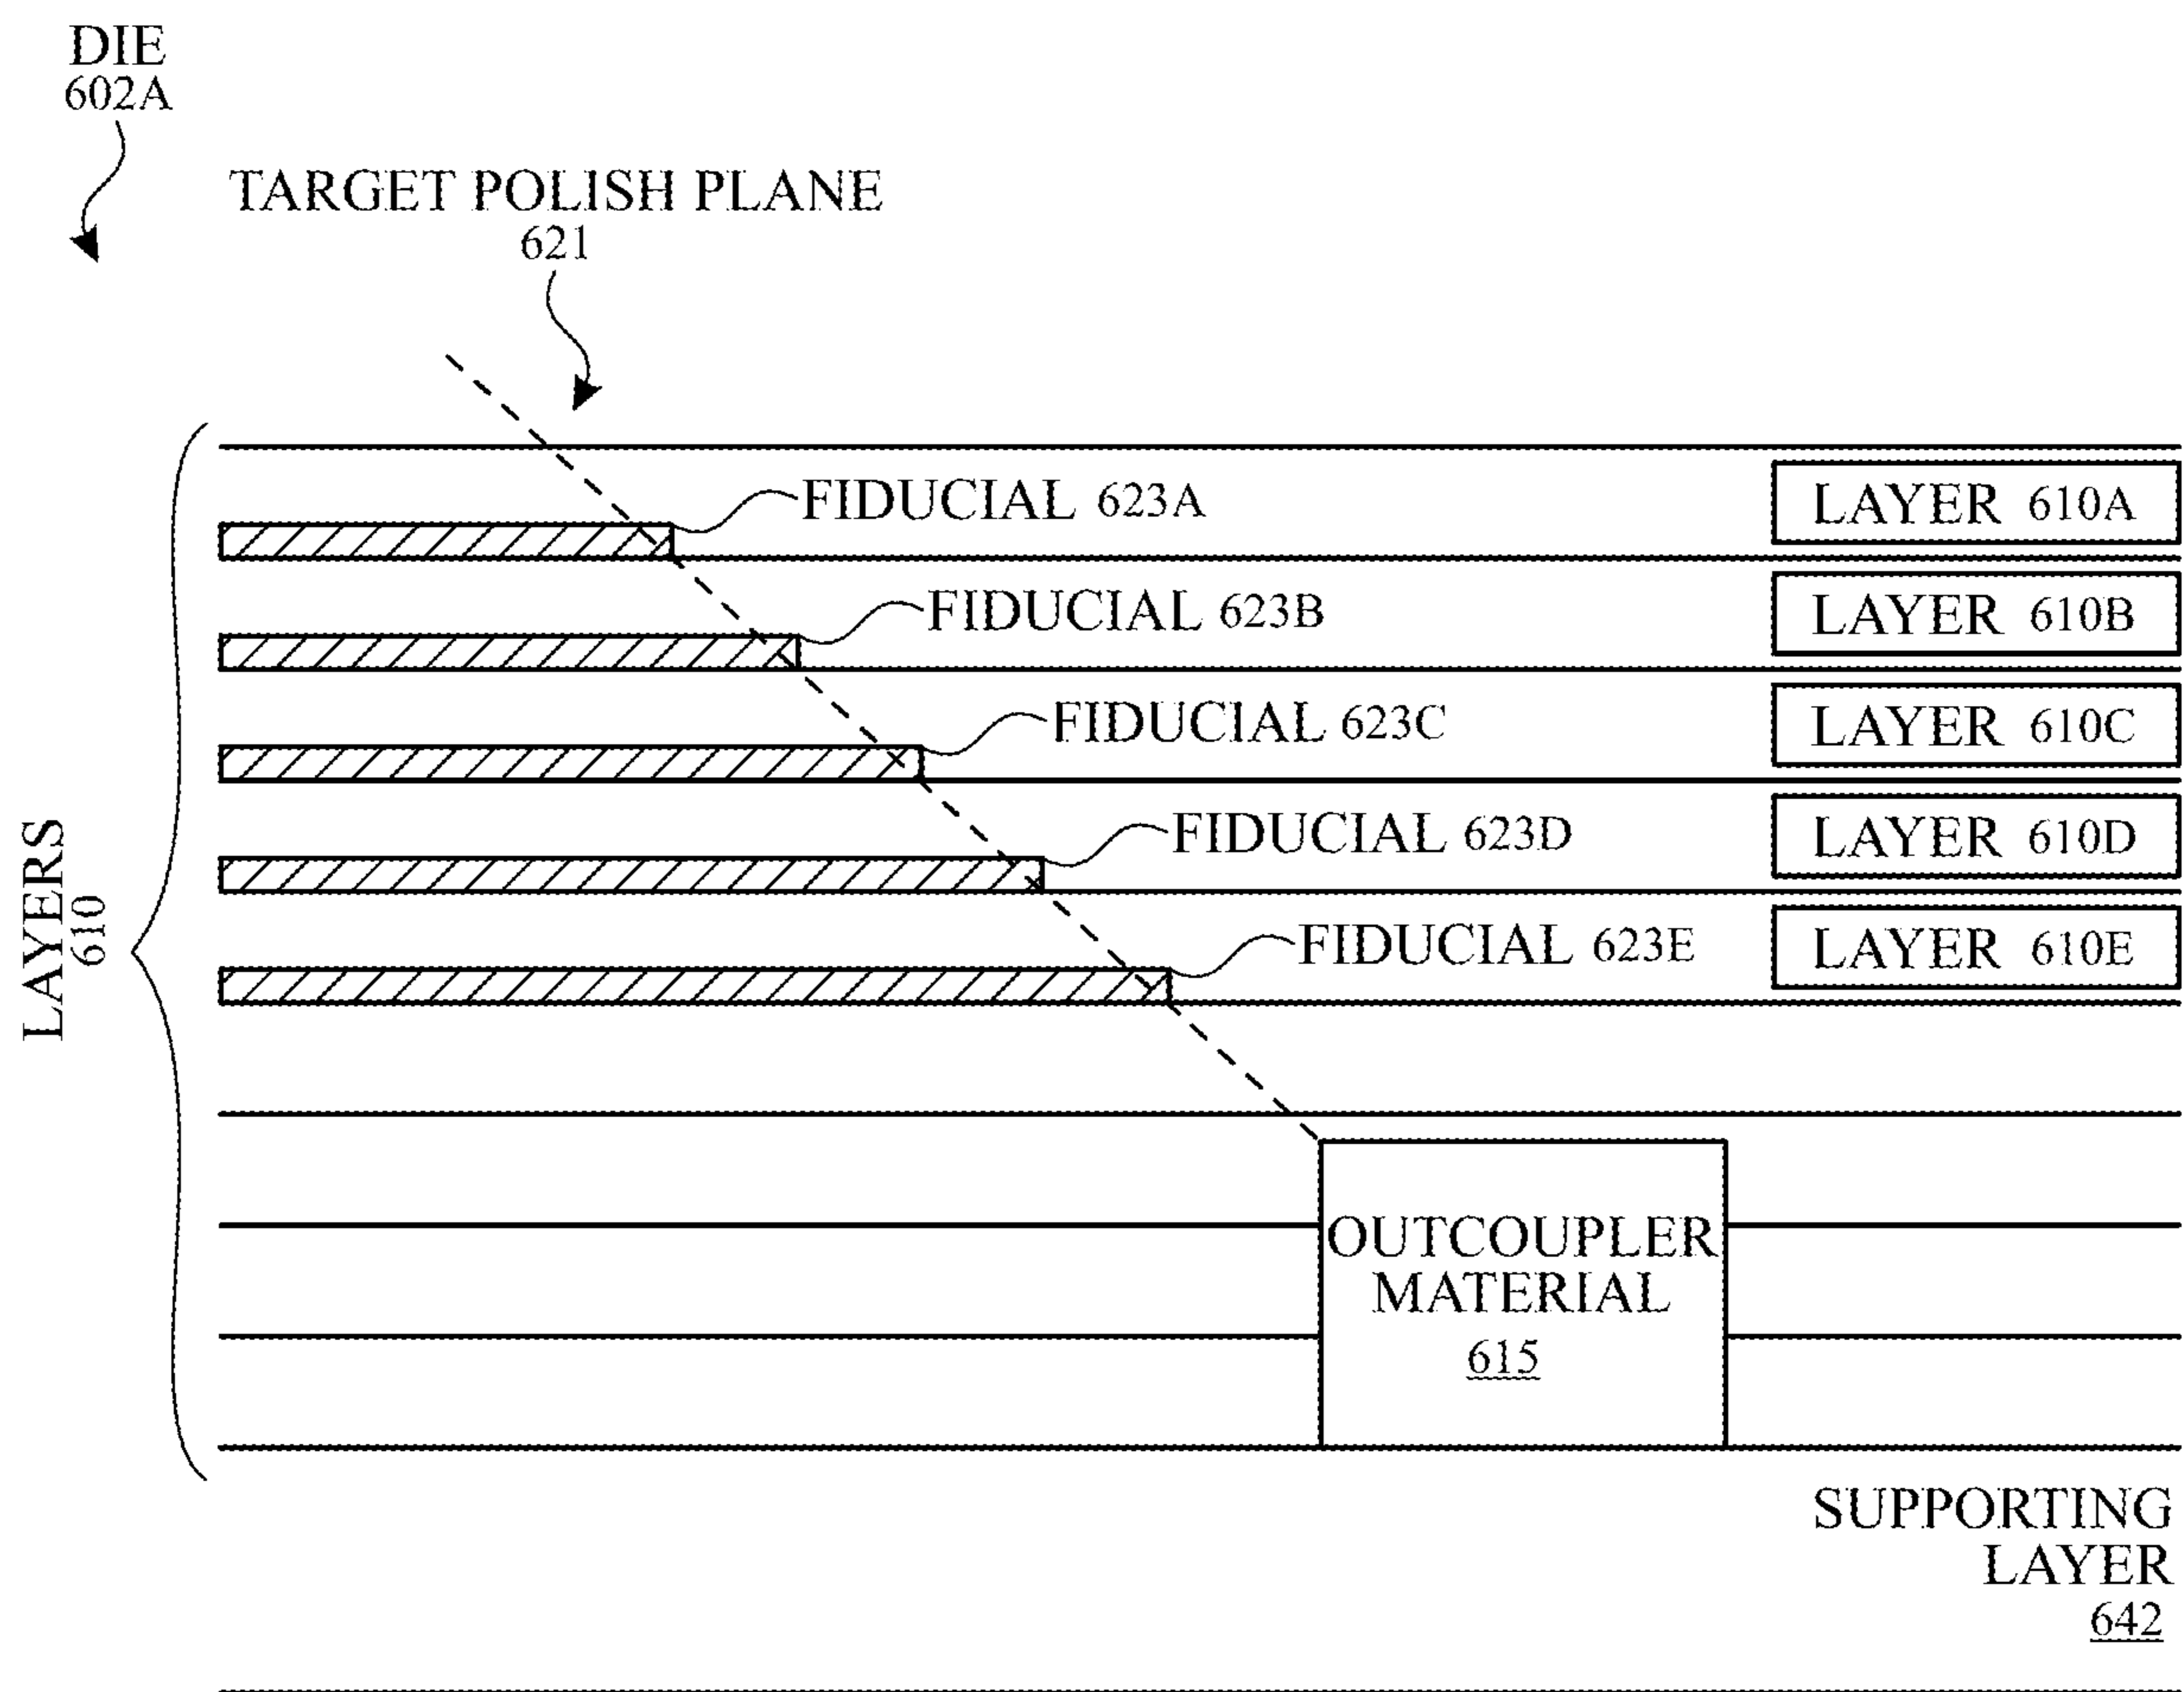 DIE
602A
TARGET POLISH PLANE
621
FIDUCIAL 623A
LAYER 610A
FIDUCIAL 623B
LAYER 610B
FIDUCIAL 623C
LAYER 610C
FIDUCIAL 623D
LAYER 610D
FIDUCIAL 623E
LAYER 610E
LAYERS
610
OUTCOUPLER
MATERIAL
615
SUPPORTING
LAYER
642